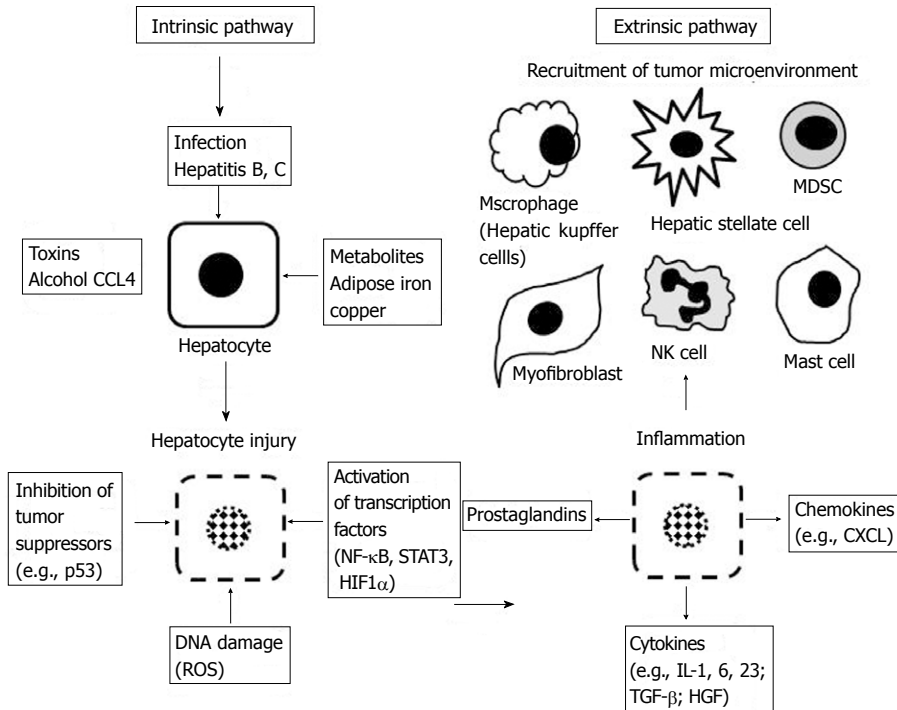 Intrinsic pathway
Infection
Hepatitis B, C
Toxins
Alcohol CCL4
Metabolites
Adipose iron
copper
Hepatocyte
Hepatocyte injury
Inhibition of
tumor
suppressors
(e.g., p53)
Activation
of transcription
factors
(NF-κB, STAT3,
HIF1α)
DNA damage
(ROS)
Extrinsic pathway
Recruitment of tumor microenvironment
Mscrophage
(Hepatic kupffer
cellls)
Hepatic stellate cell
MDSC
Myofibroblast
NK cell
Mast cell
Inflammation
Prostaglandins
Chemokines
(e.g., CXCL)
Cytokines
(e.g., IL-1, 6, 23;
TGF-β; HGF)